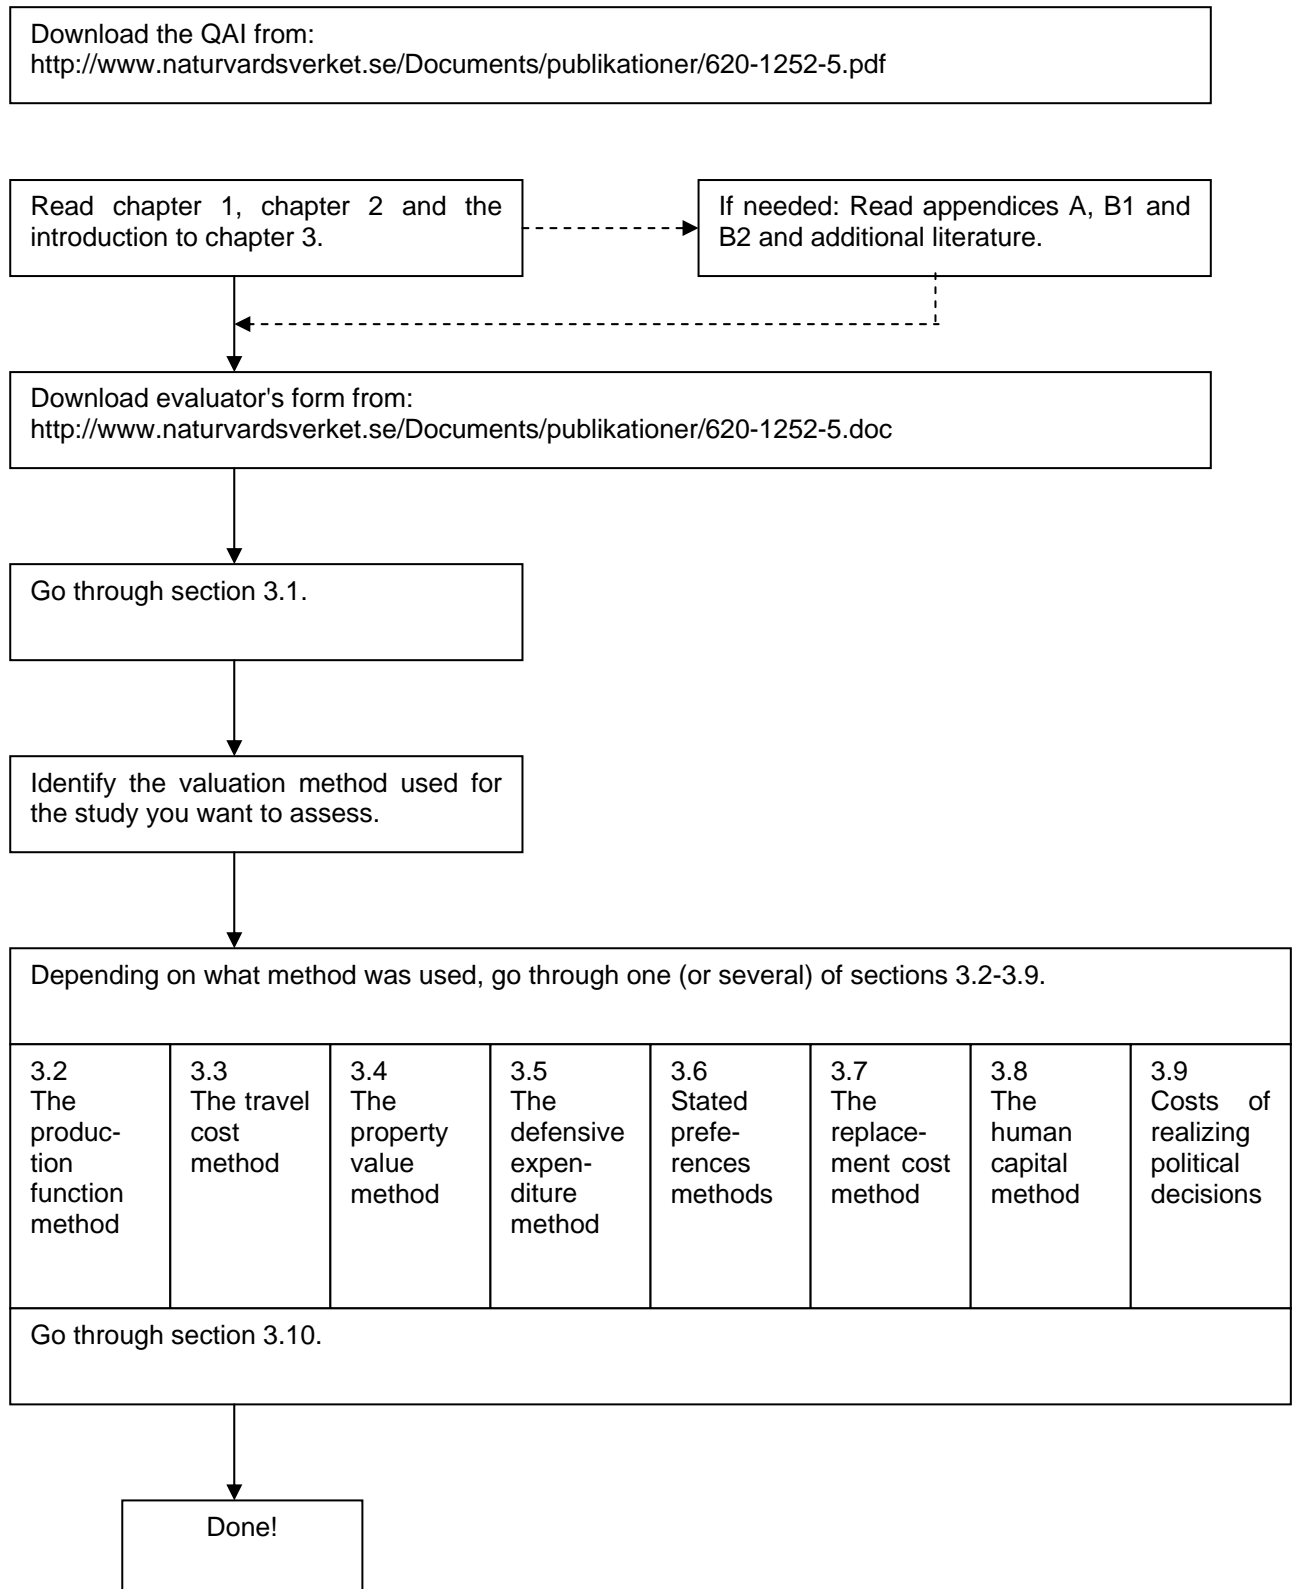 Download the QAI from:
http://www.naturvardsverket.se/Documents/publikationer/620-1252-5.pdf
Read chapter 1, chapter 2 and the
introduction to chapter 3.
If needed: Read appendices A, B1 and
B2 and additional literature.
Download evaluator's form from:
http://www.naturvardsverket.se/Documents/publikationer/620-1252-5.doc
Go through section 3.1.
Identify the valuation method used for
the study you want to assess.
Depending on what method was used, go through one (or several) of sections 3.2-3.9.
3.2
The
produc-
tion
function
method
3.3
The travel
cost
method
3.4
The
property
value
method
3.5
The
defensive
expen-
diture
method
3.6
Stated
prefe-
rences
methods
3.7
The
replace-
ment cost
method
3.8
The
human
capital
method
3.9
Costs of
realizing
political
decisions
Go through section 3.10.
Done!